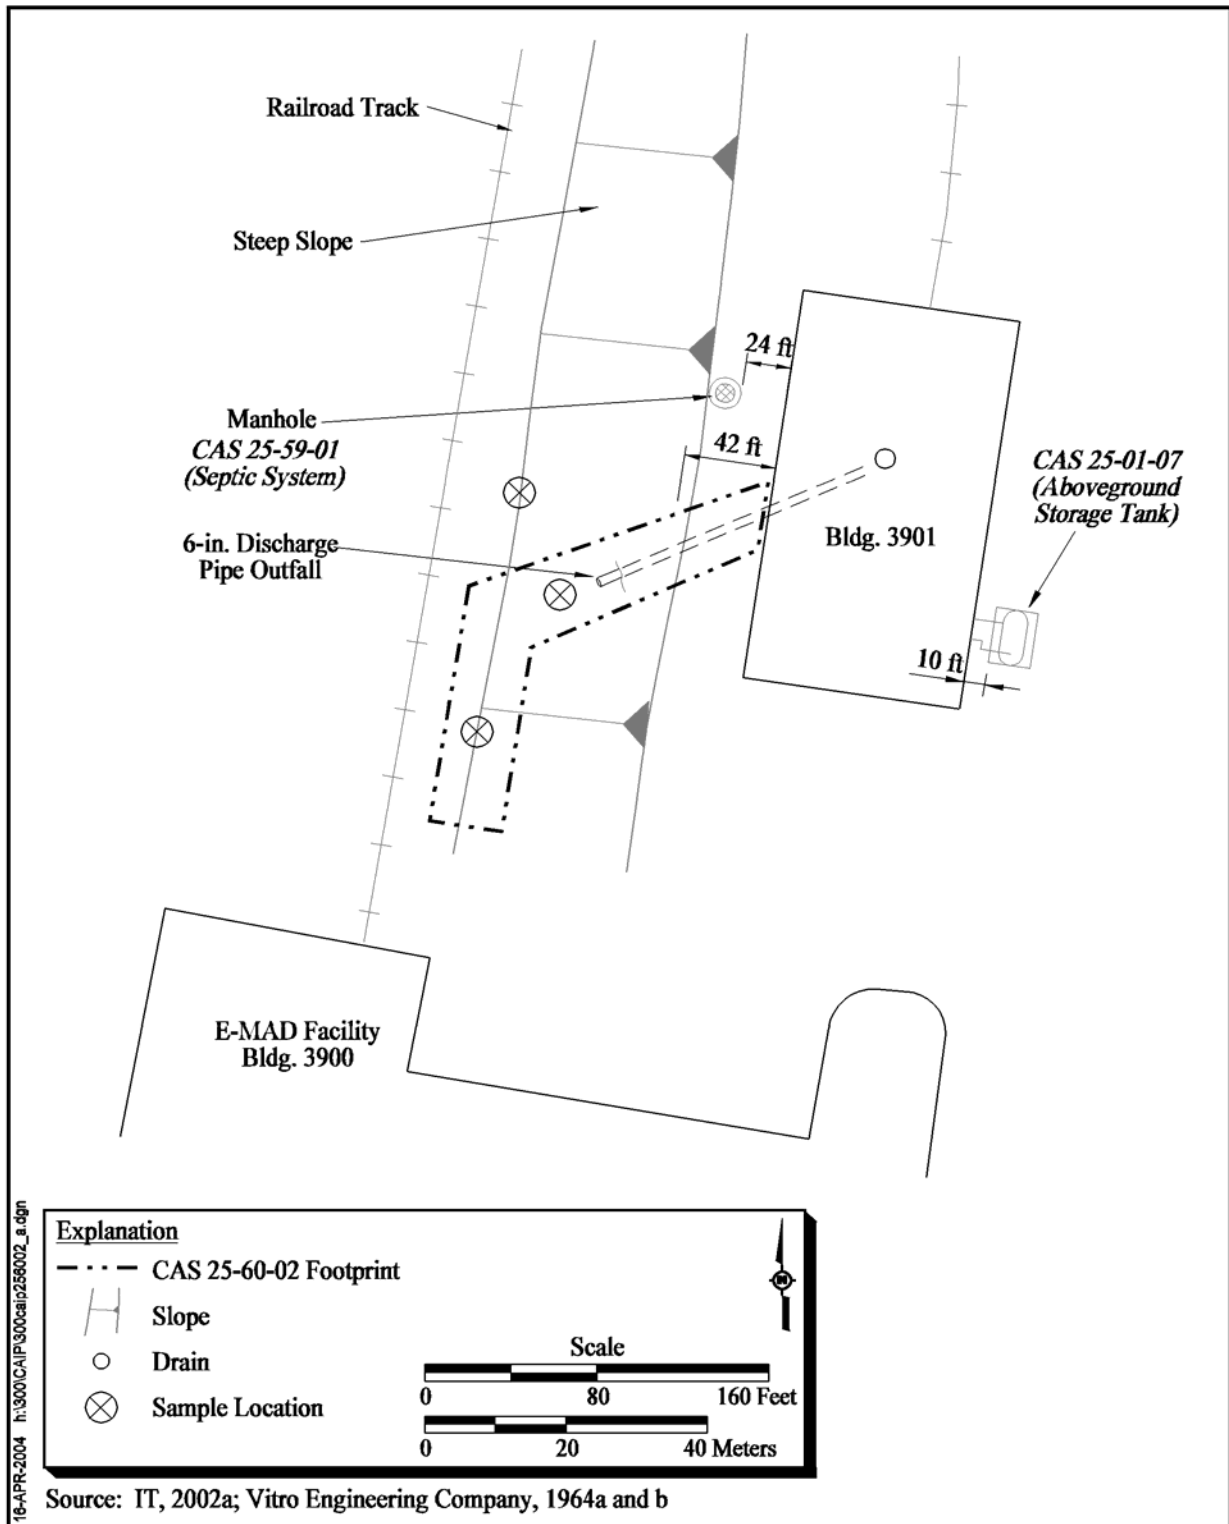 Railroad Track
Steep Slope
24 ft
Manhole
CAS 25-59-01
(Septic System)
42 ft
CAS 25-01-07
(Aboveground
Storage Tank)
6-in. Discharge
Pipe Outfall
Bldg. 3901
10 ft
E-MAD Facility
Bldg. 3900
Explanation
CAS 25-60-02 Footprint
Slope
Drain
Sample Location
N
Scale
0 80 160 Feet
0 20 40 Meters
Source: IT, 2002a; Vitro Engineering Company, 1964a and b
16-APR-2004 h:\300\CAIP\300caip256002_a.dgn